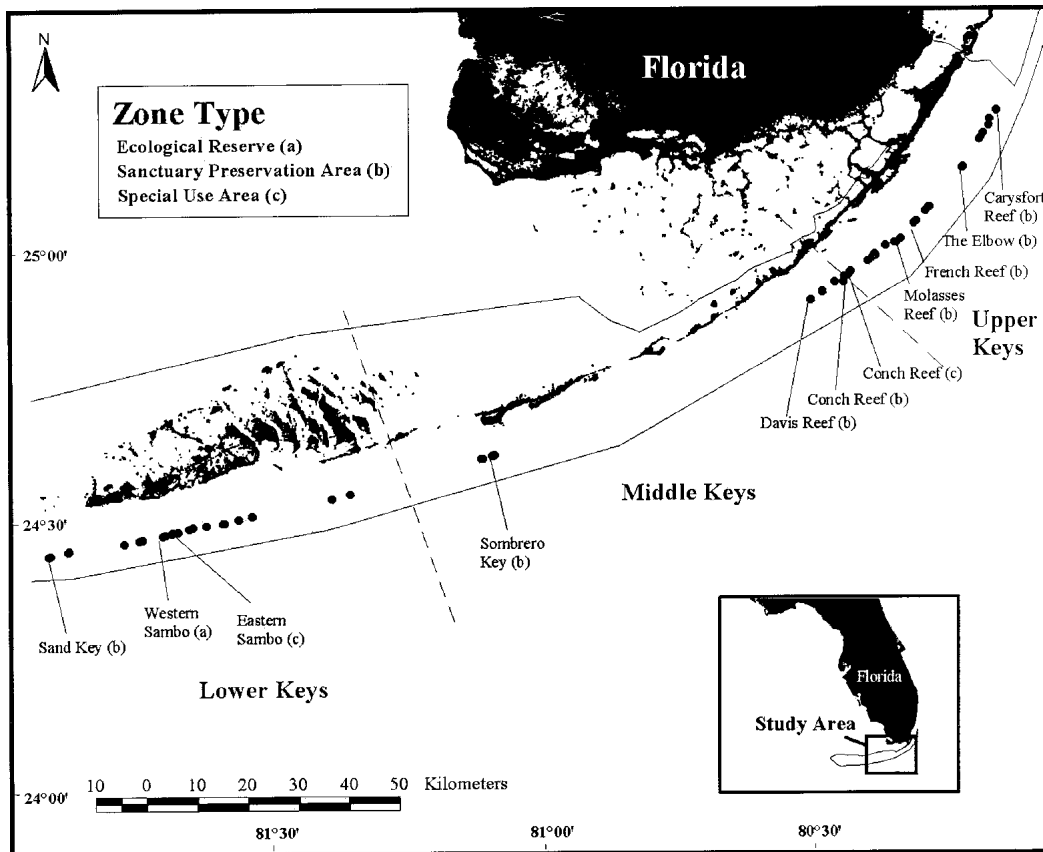 N
Florida
Zone Type
Ecological Reserve (a)
Sanctuary Preservation Area (b)
Special Use Area (c)
25°00'
24°30'
24°00'
Carysfort
Reef (b)
The Elbow (b)
French Reef (b)
Molasses
Reef (b)
Upper
Keys
Conch Reef (c)
Conch Reef (b)
Davis Reef (b)
Middle Keys
Sombrero
Key (b)
Western
Sambo (a)
Eastern
Sambo (c)
Sand Key (b)
Lower Keys
Florida
Study Area
10 0 10 20 30 40 50 Kilometers
81°30' 81°00' 80°30'